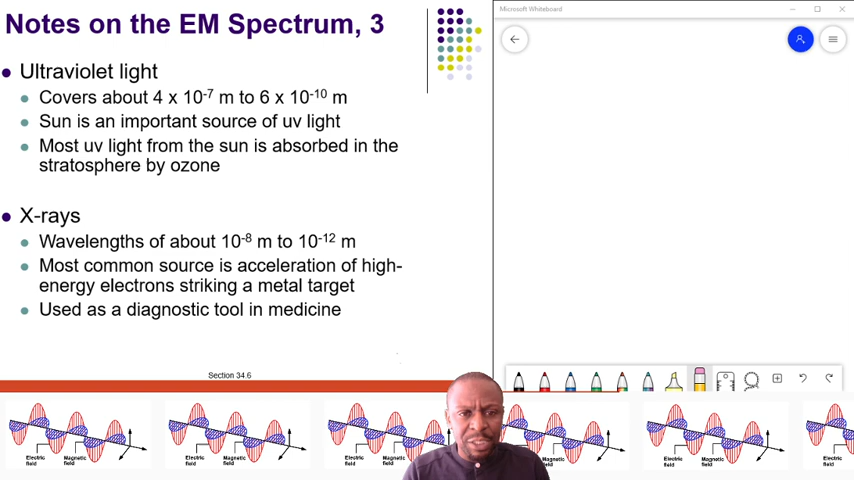 Notes on the EM Spectrum, 3
Microsoft Whiteboard
Ultraviolet light
Covers about 4 x 10⁻⁷ m to 6 x 10⁻¹⁰ m
Sun is an important source of uv light
Most uv light from the sun is absorbed in the
stratosphere by ozone
X-rays
Wavelengths of about 10⁻⁸ m to 10⁻¹² m
Most common source is acceleration of high-
energy electrons striking a metal target
Used as a diagnostic tool in medicine
Section 34.6
Electric
field
Magnetic
field
Electric
field
Magnetic
field
Electric
field
Magnetic
field
Electric
field
Magnetic
field
Electric
field